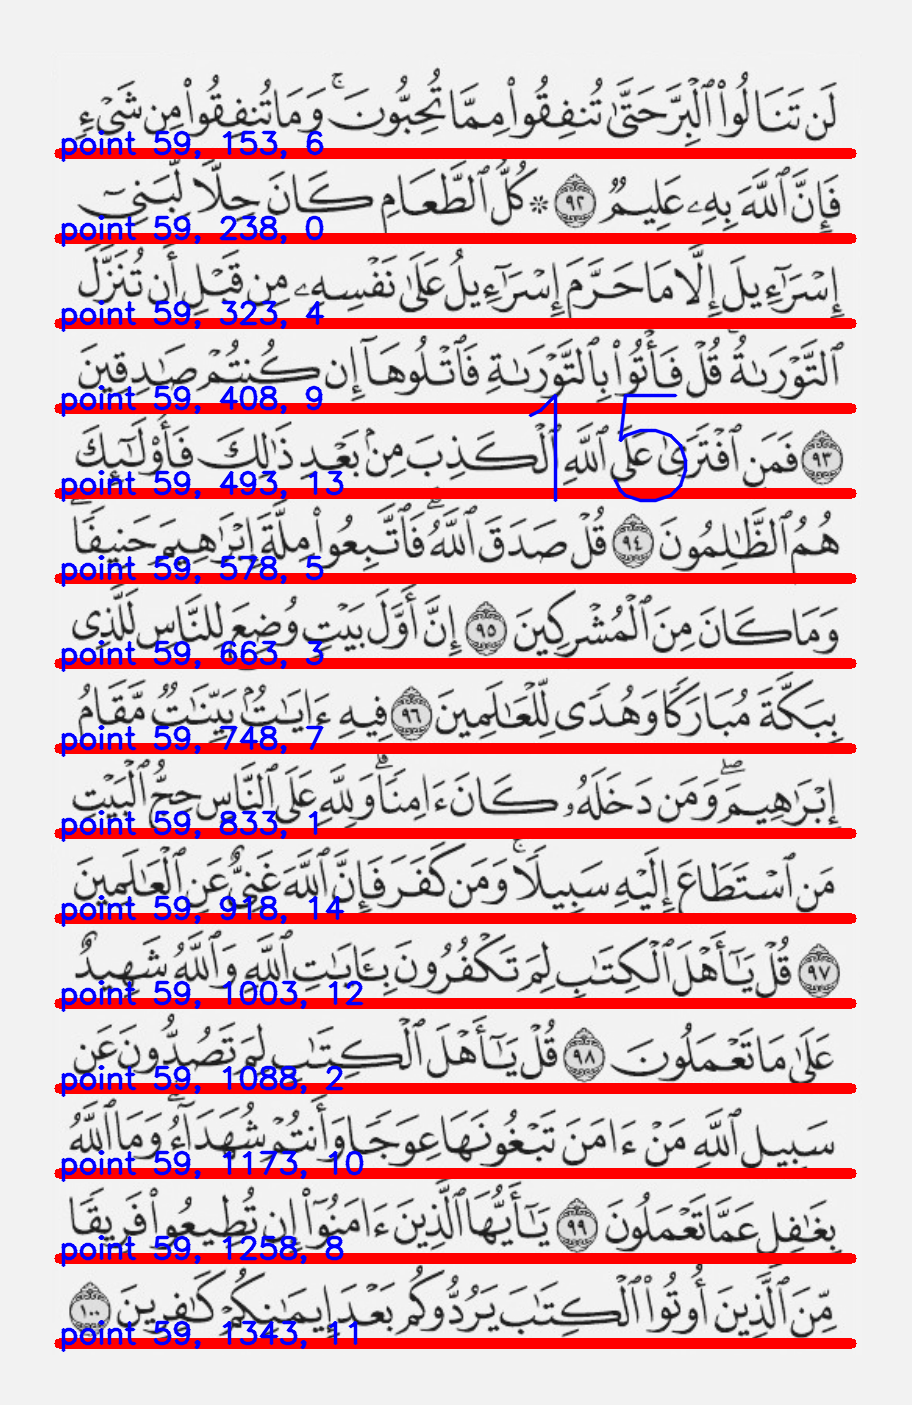 لَن تَنَالُوا۟ ٱلْبِرَّ حَتَّىٰ تُنفِقُوا۟ مِمَّا تُحِبُّونَ ۚ وَمَا تُنفِقُوا۟ مِن شَىْءٍ
point 59, 153, 6
فَإِنَّ ٱللَّهَ بِهِۦ عَلِيمٌ ٩٢ * كُلُّ ٱلطَّعَامِ كَانَ حِلًّا لِّبَنِىٓ
point 59, 238, 0
إِسْرَٰٓءِيلَ إِلَّا مَا حَرَّمَ إِسْرَٰٓءِيلُ عَلَىٰ نَفْسِهِۦ مِن قَبْلِ أَن تُنَزَّلَ
point 59, 323, 4
ٱلتَّوْرَىٰةُ ۗ قُلْ فَأْتُوا۟ بِٱلتَّوْرَىٰةِ فَٱتْلُوهَآ إِن كُنتُمْ صَٰدِقِينَ
point 59, 408, 9
٩٣ فَمَنِ ٱفْتَرَىٰ عَلَى ٱللَّهِ ٱلْكَذِبَ مِنۢ بَعْدِ ذَٰلِكَ فَأُو۟لَٰٓئِكَ
15
point 59, 493, 13
هُمُ ٱلظَّٰلِمُونَ ٩٤ قُلْ صَدَقَ ٱللَّهُ ۗ فَٱتَّبِعُوا۟ مِلَّةَ إِبْرَٰهِيمَ حَنِيفًا ۖ
point 59, 578, 5
وَمَا كَانَ مِنَ ٱلْمُشْرِكِينَ ٩٥ إِنَّ أَوَّلَ بَيْتٍ وُضِعَ لِلنَّاسِ لَلَّذِى
point 59, 663, 3
بِبَكَّةَ مُبَارَكًا وَهُدًى لِّلْعَٰلَمِينَ ٩٦ فِيهِ ءَايَٰتٌۢ بَيِّنَٰتٌ مَّقَامُ
point 59, 748, 7
إِبْرَٰهِيمَ ۖ وَمَن دَخَلَهُۥ كَانَ ءَامِنًا ۗ وَلِلَّهِ عَلَى ٱلنَّاسِ حِجُّ ٱلْبَيْتِ
point 59, 833, 1
مَنِ ٱسْتَطَاعَ إِلَيْهِ سَبِيلًا ۚ وَمَن كَفَرَ فَإِنَّ ٱللَّهَ غَنِىٌّ عَنِ ٱلْعَٰلَمِينَ
point 59, 918, 14
٩٧ قُلْ يَٰٓأَهْلَ ٱلْكِتَٰبِ لِمَ تَكْفُرُونَ بِـَٔايَٰتِ ٱللَّهِ وَٱللَّهُ شَهِيدٌ
point 59, 1003, 12
عَلَىٰ مَا تَعْمَلُونَ ٩٨ قُلْ يَٰٓأَهْلَ ٱلْكِتَٰبِ لِمَ تَصُدُّونَ عَن
point 59, 1088, 2
سَبِيلِ ٱللَّهِ مَنْ ءَامَنَ تَبْغُونَهَا عِوَجًا وَأَنتُمْ شُهَدَآءُ ۗ وَمَا ٱللَّهُ
point 59, 1173, 10
بِغَٰفِلٍ عَمَّا تَعْمَلُونَ ٩٩ يَٰٓأَيُّهَا ٱلَّذِينَ ءَامَنُوٓا۟ إِن تُطِيعُوا۟ فَرِيقًا
point 59, 1258, 8
مِّنَ ٱلَّذِينَ أُوتُوا۟ ٱلْكِتَٰبَ يَرُدُّوكُم بَعْدَ إِيمَٰنِكُمْ كَٰفِرِينَ ١٠٠
point 59, 1343, 11